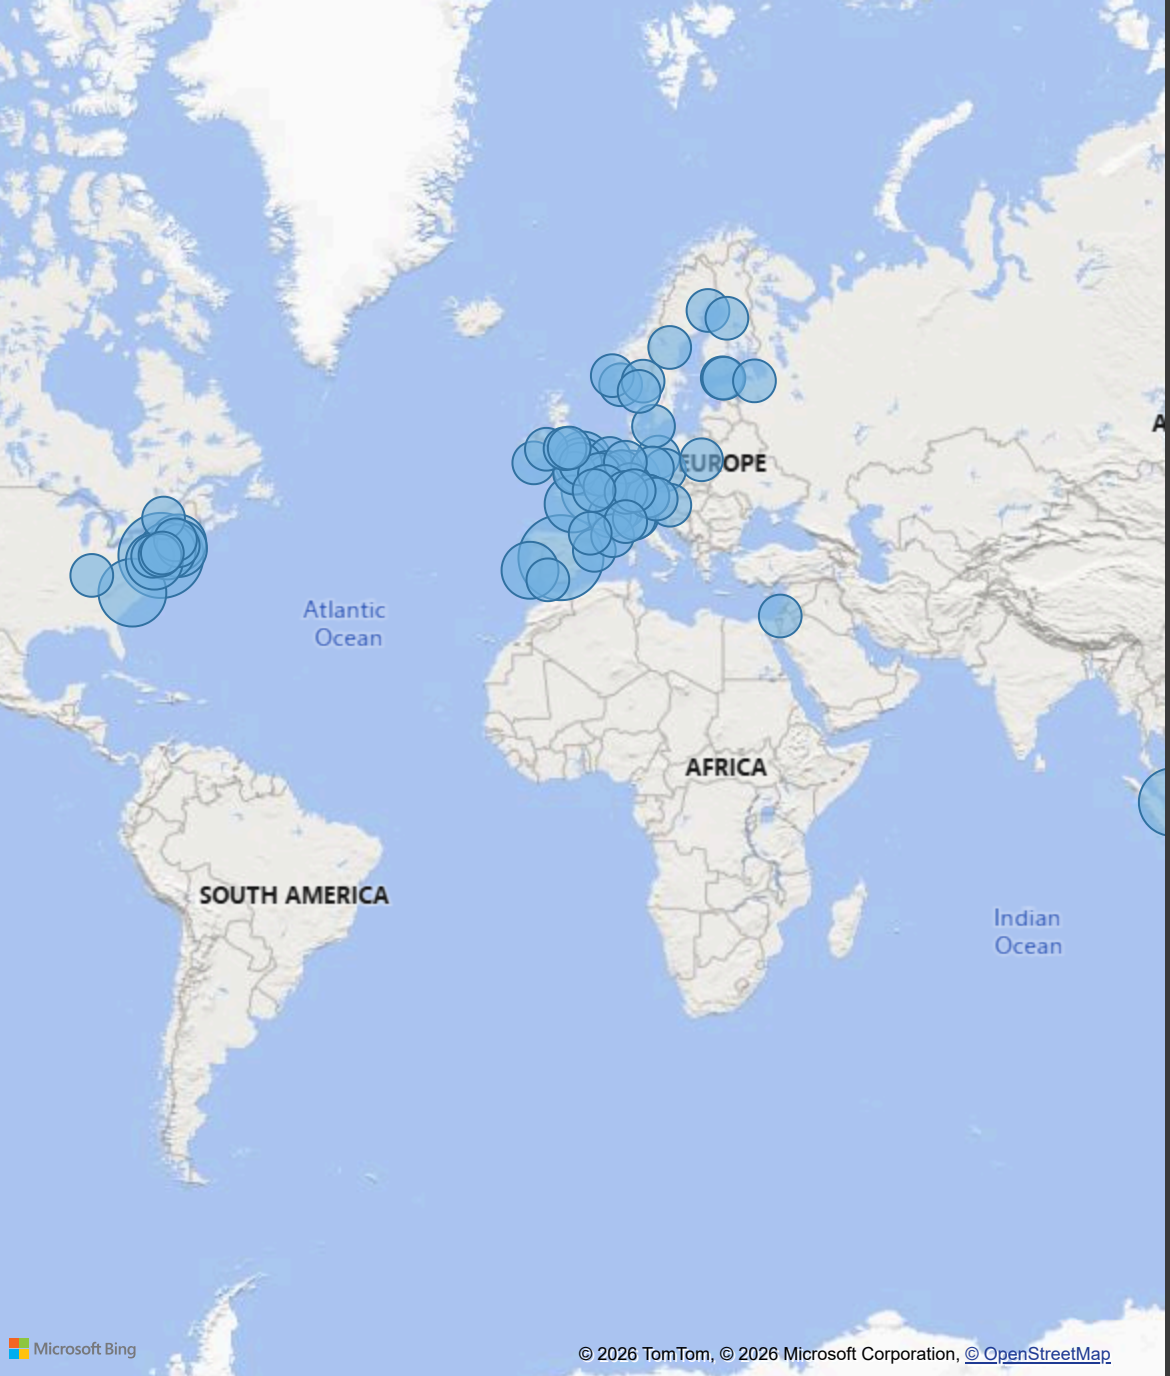 A
EUROPE
Atlantic
Ocean
AFRICA
SOUTH AMERICA
Indian
Ocean
Microsoft Bing
© 2026 TomTom, © 2026 Microsoft Corporation, © OpenStreetMap